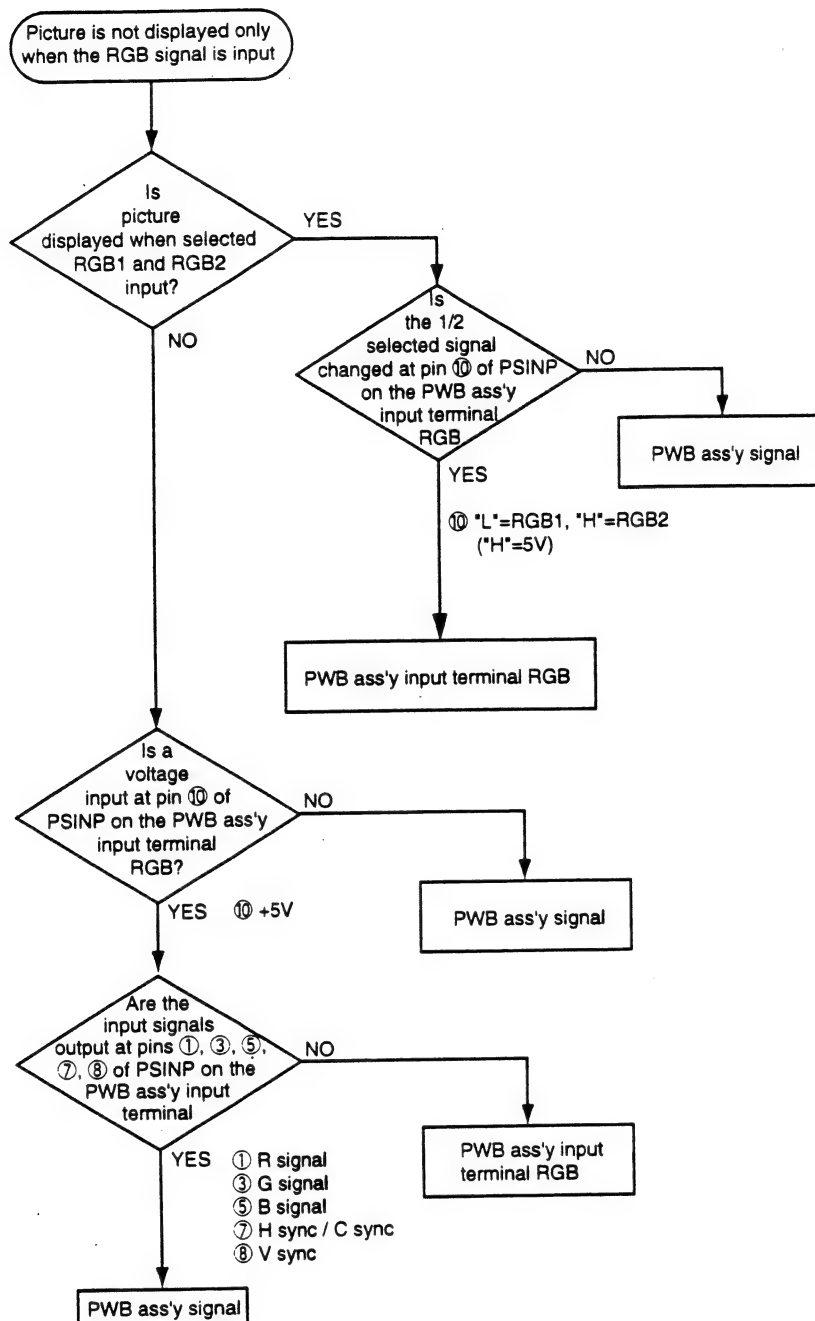 Picture is not displayed only
when the RGB signal is input
Is
picture
displayed when selected
RGB1 and RGB2
input?
YES
NO
Is
the 1/2
selected signal
changed at pin ⑩ of PSINP
on the PWB ass'y
input terminal
RGB
NO
PWB ass'y signal
YES
⑩ "L"=RGB1, "H"=RGB2
("H"=5V)
PWB ass'y input terminal RGB
Is a
voltage
input at pin ⑩ of
PSINP on the PWB ass'y
input terminal
RGB?
NO
PWB ass'y signal
YES ⑩ +5V
Are the
input signals
output at pins ①, ③, ⑤,
⑦, ⑧ of PSINP on the
PWB ass'y input
terminal
NO
PWB ass'y input
terminal RGB
YES ① R signal
③ G signal
⑤ B signal
⑦ H sync / C sync
⑧ V sync
PWB ass'y signal